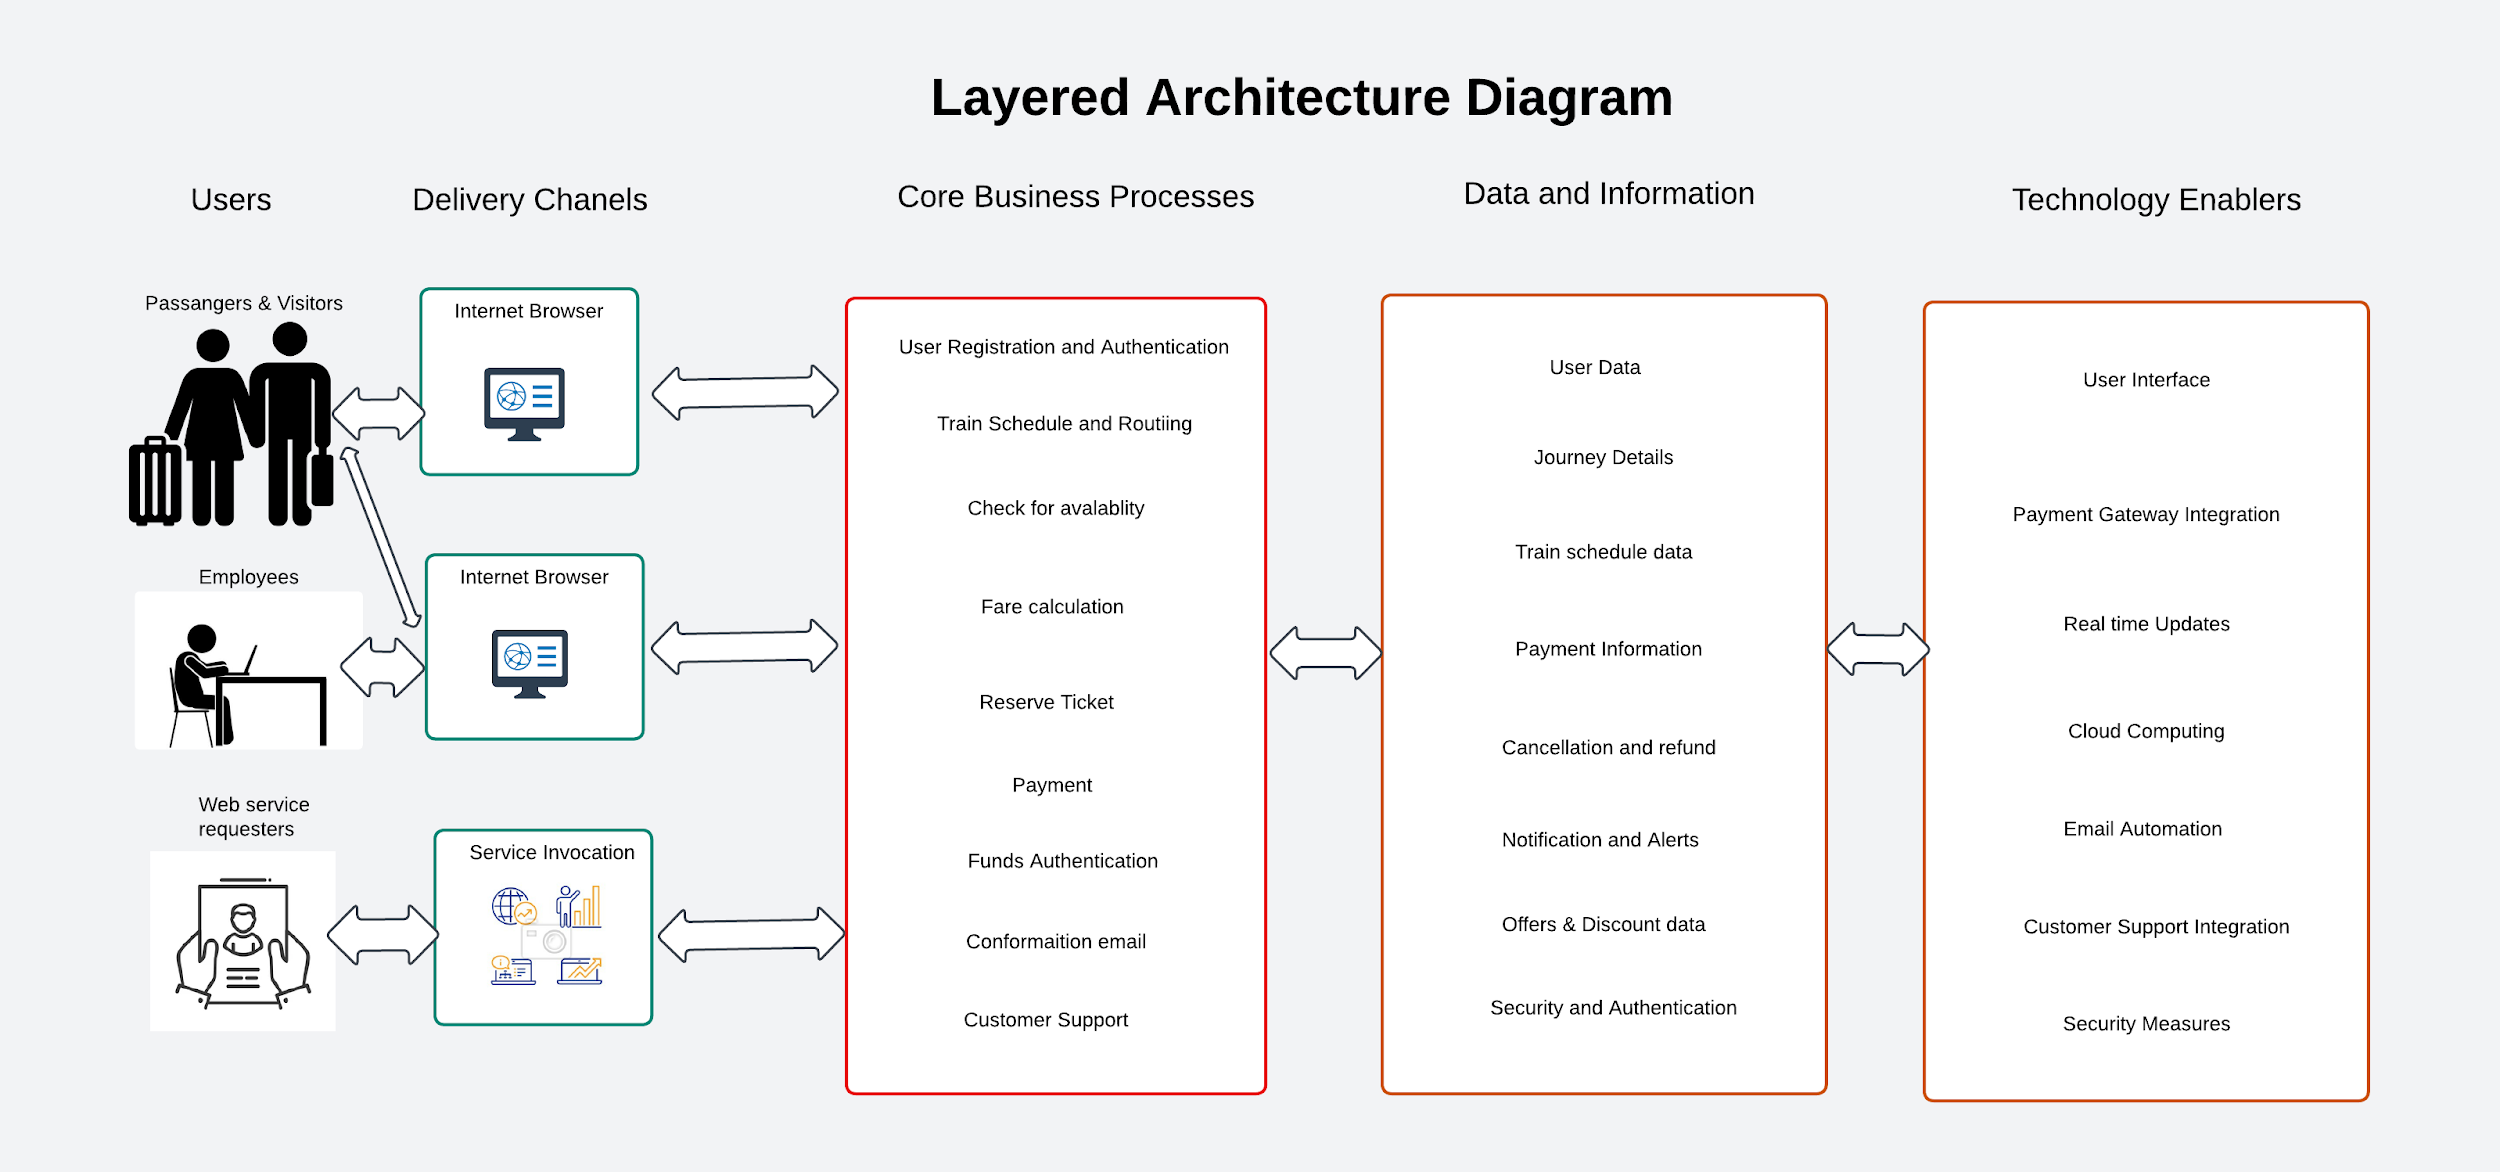 Layered Architecture Diagram
Users
Delivery Chanels
Core Business Processes
Data and Information
Technology Enablers
Passangers & Visitors
Employees
Web service
requesters
Internet Browser
Internet Browser
Service Invocation
User Registration and Authentication
Train Schedule and Routiing
Check for avalablity
Fare calculation
Reserve Ticket
Payment
Funds Authentication
Conformaition email
Customer Support
User Data
Journey Details
Train schedule data
Payment Information
Cancellation and refund
Notification and Alerts
Offers & Discount data
Security and Authentication
User Interface
Payment Gateway Integration
Real time Updates
Cloud Computing
Email Automation
Customer Support Integration
Security Measures